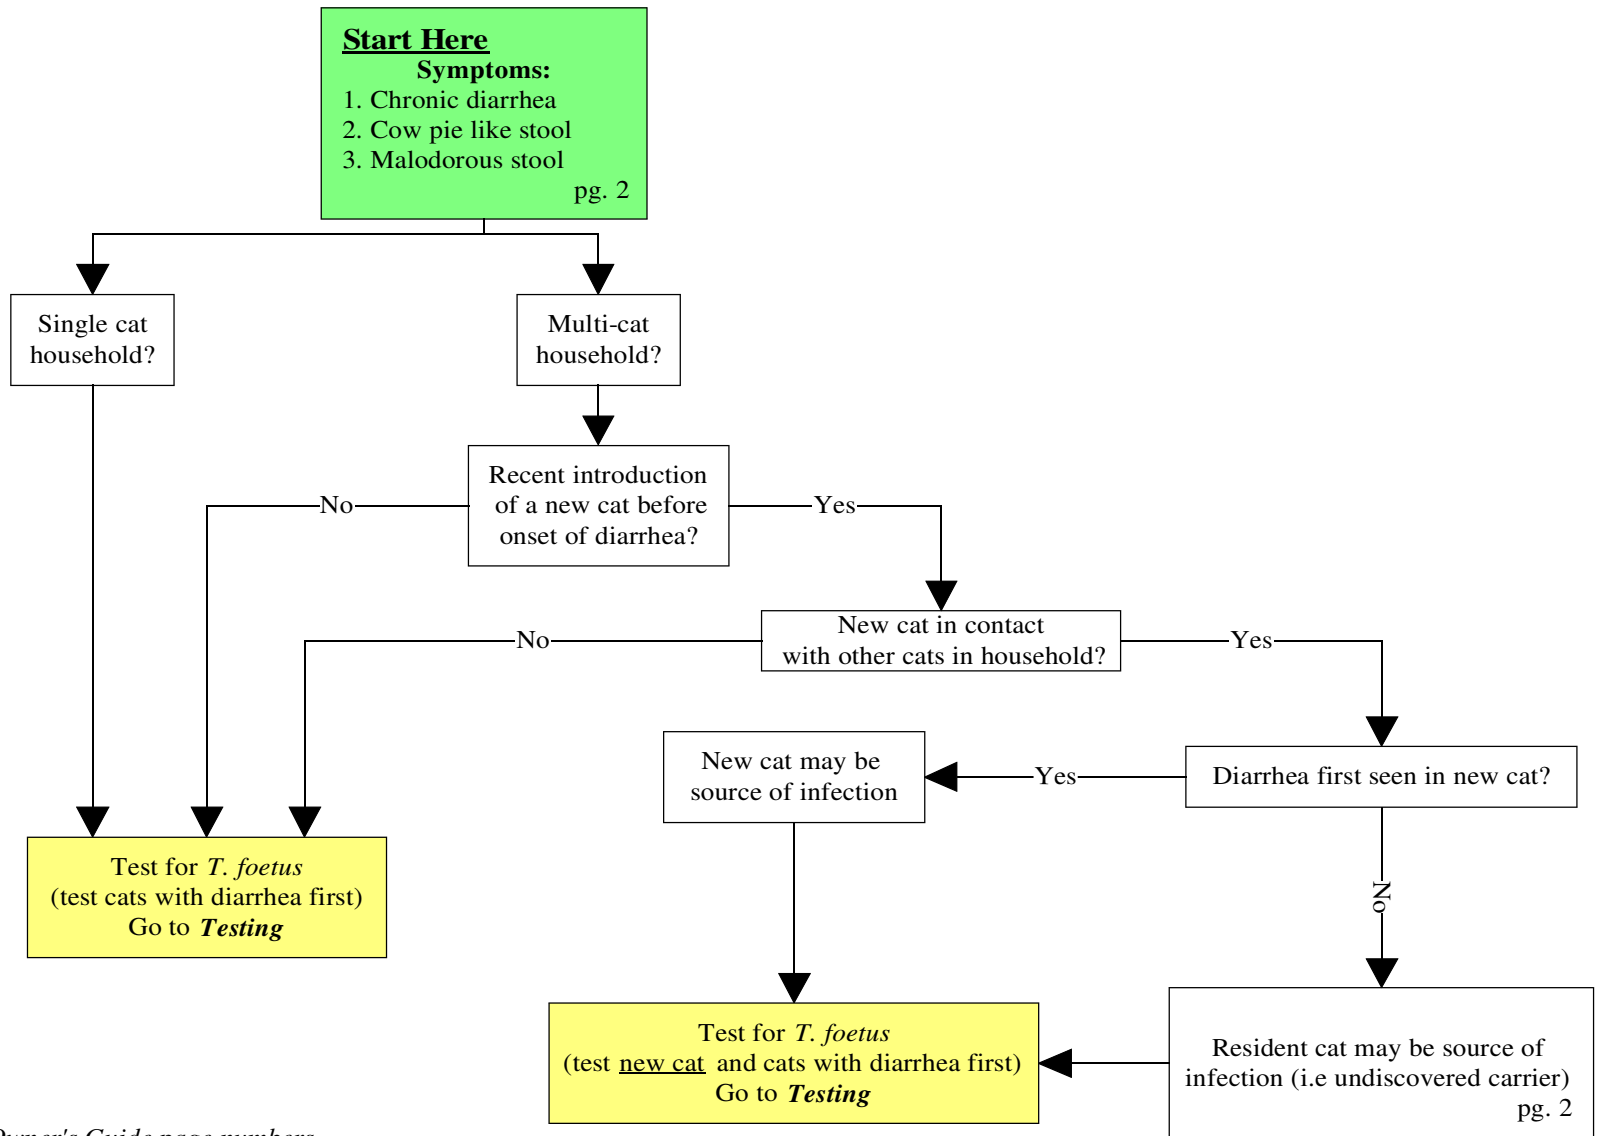 Start Here
Symptoms:
1. Chronic diarrhea
2. Cow pie like stool
3. Malodorous stool
pg. 2
Single cat
household?
Multi-cat
household?
Recent introduction
of a new cat before
onset of diarrhea?
No
Yes
New cat in contact
with other cats in household?
No
Yes
New cat may be
source of infection
Yes
Diarrhea first seen in new cat?
No
Test for T. foetus
(test cats with diarrhea first)
Go to Testing
Test for T. foetus
(test new cat and cats with diarrhea first)
Go to Testing
Resident cat may be source of
infection (i.e undiscovered carrier)
pg. 2
Owner's Guide page numbers